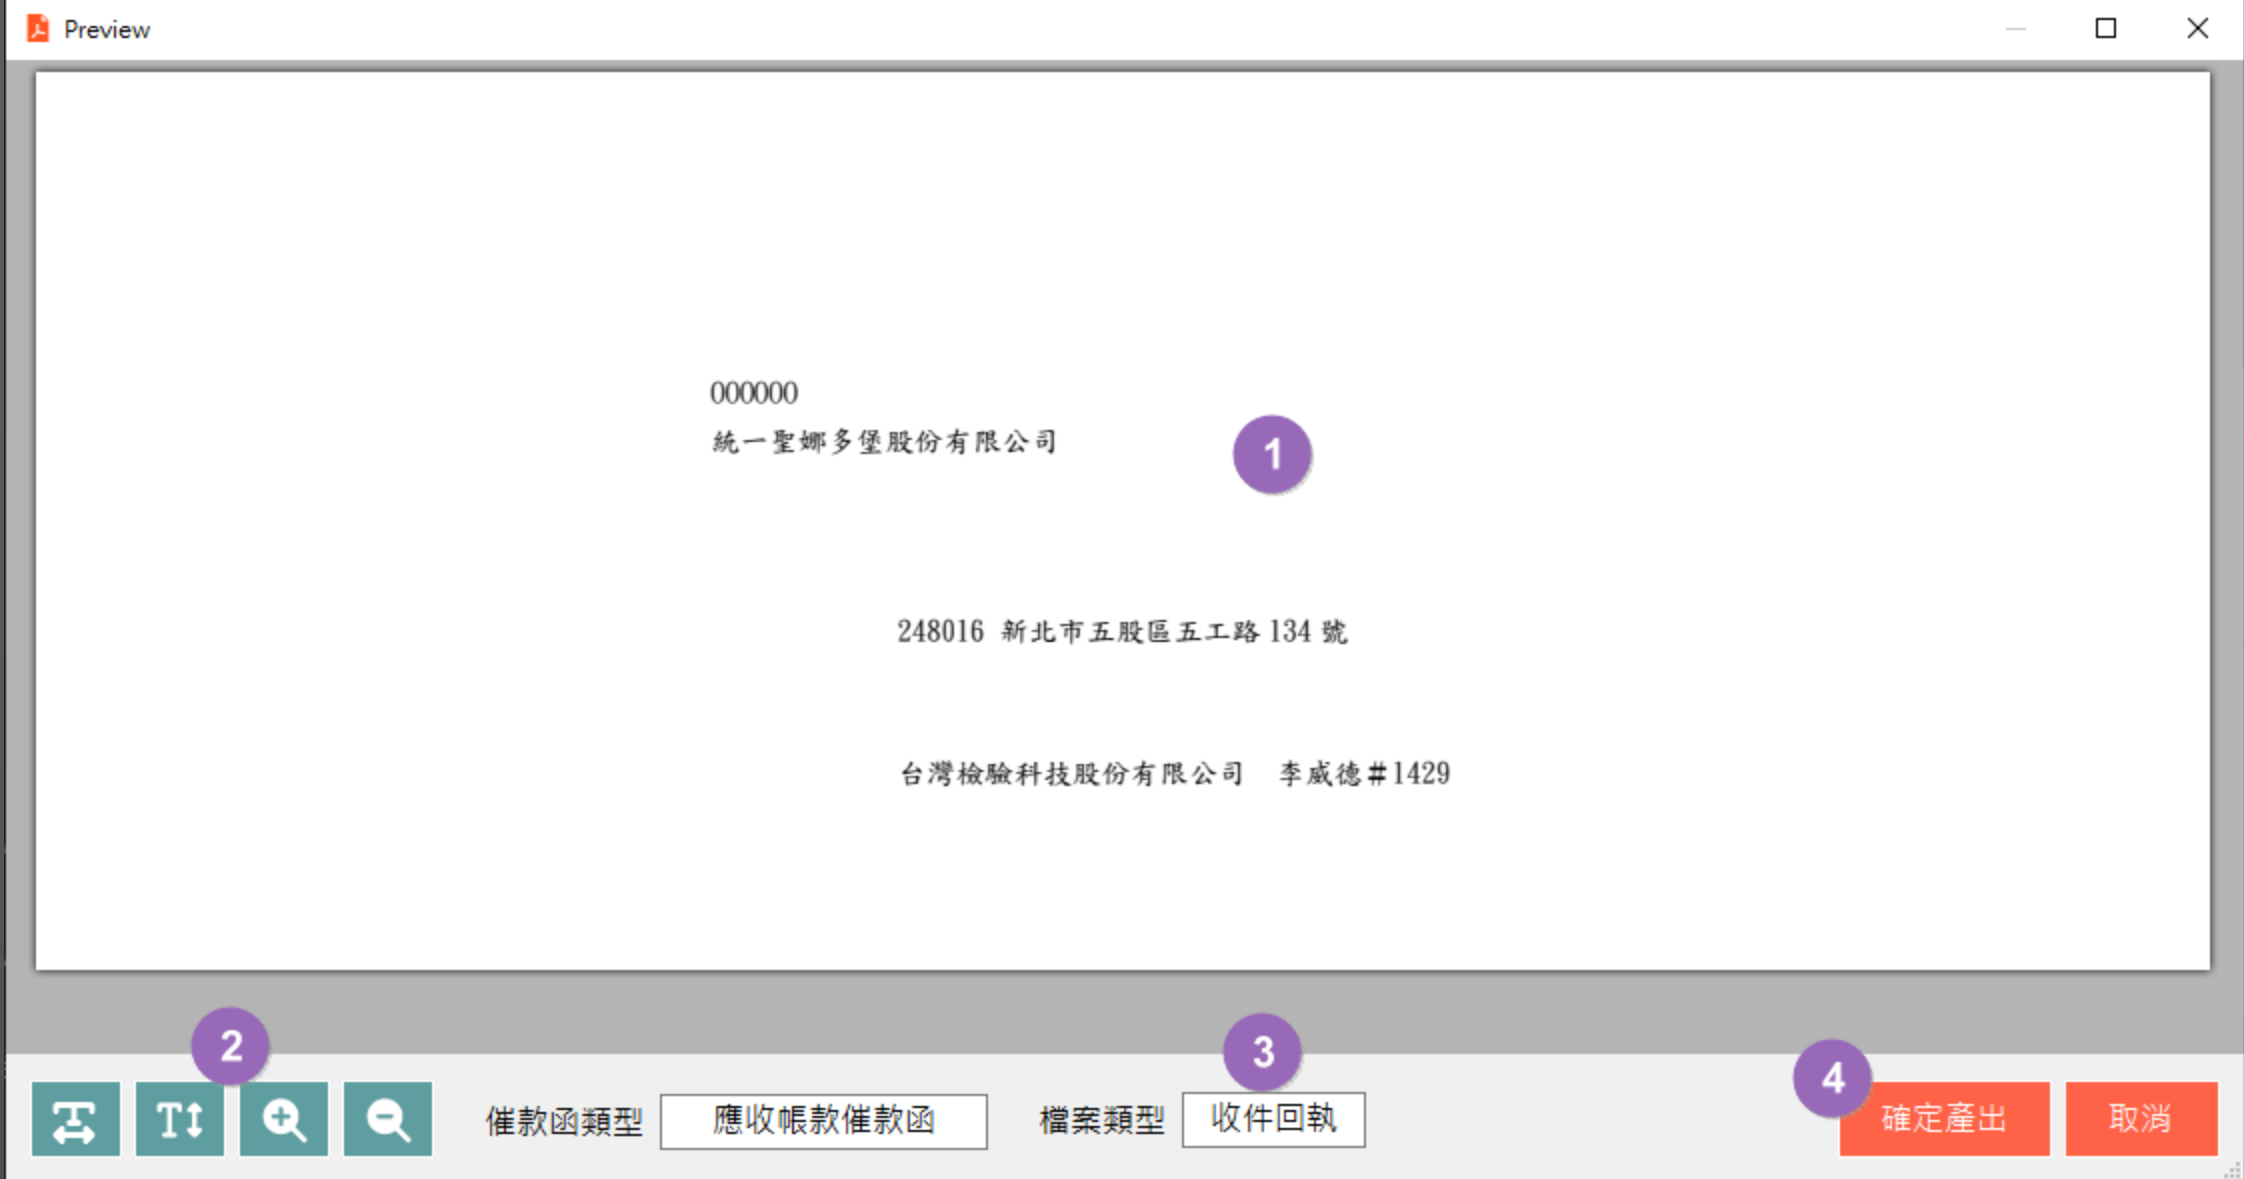 Preview
000000
統一聖娜多堡股份有限公司
1
248016 新北市五股區五工路 134 號
台灣檢驗科技股份有限公司 李威德#1429
2
3
4
催款函類型 應收帳款催款函 檔案類型 收件回執 確定產出 取消